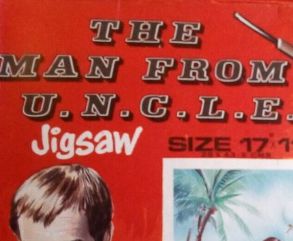 THE
MAN FROM
U.N.C.L.E.
Jigsaw
SIZE 17"